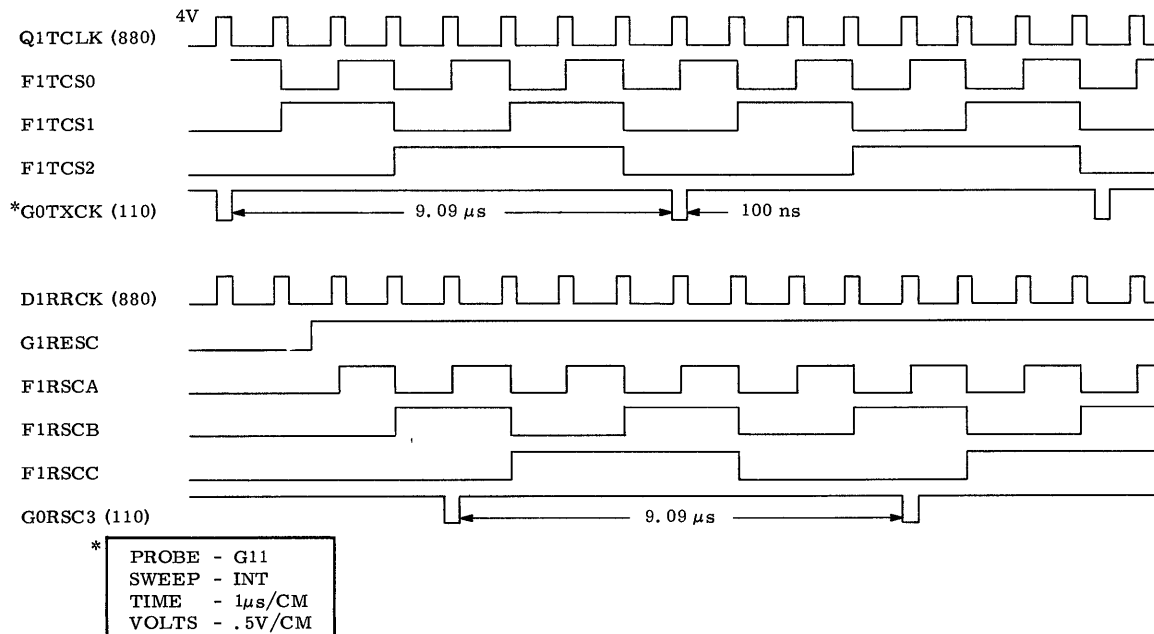 4V
Q1TCLK (880)
F1TCS0
F1TCS1
F1TCS2
*G0TXCK (110)
9.09 μs
100 ns
D1RRCK (880)
G1RESC
F1RSCA
F1RSCB
F1RSCC
G0RSC3 (110)
9.09 μs
*
PROBE - G11
SWEEP - INT
TIME - 1μs/CM
VOLTS - .5V/CM